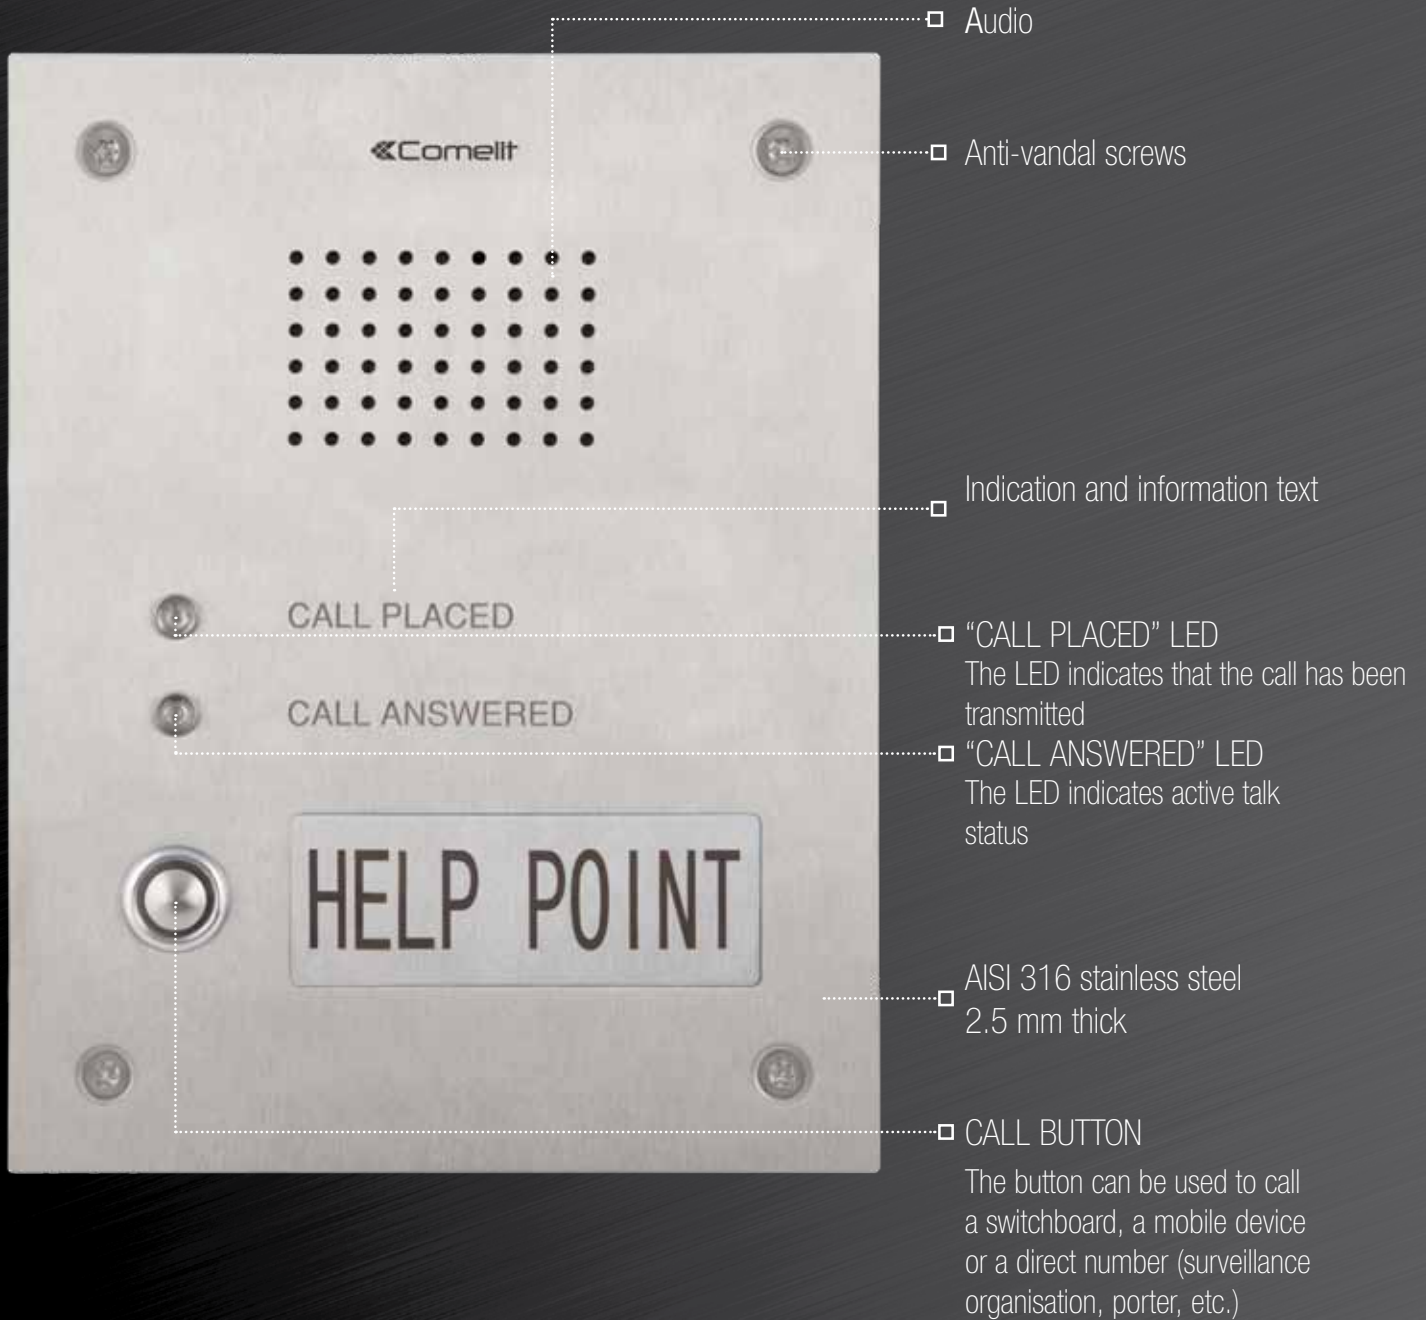 Audio
Comelit
Anti-vandal screws
Indication and information text
CALL PLACED
“CALL PLACED” LED
The LED indicates that the call has been
transmitted
CALL ANSWERED
“CALL ANSWERED” LED
The LED indicates active talk
status
HELP POINT
AISI 316 stainless steel
2.5 mm thick
CALL BUTTON
The button can be used to call
a switchboard, a mobile device
or a direct number (surveillance
organisation, porter, etc.)